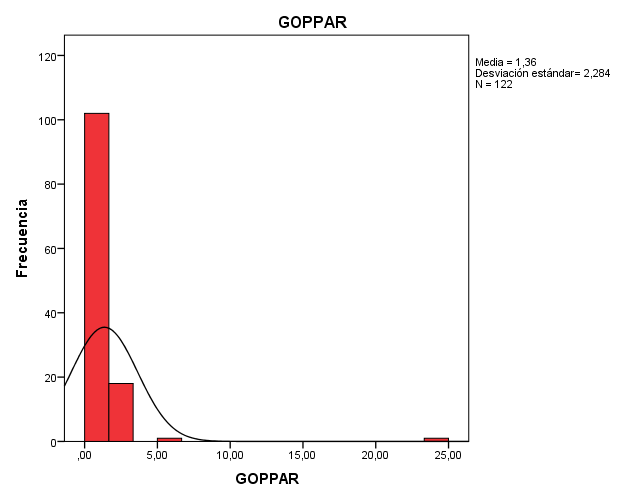 GOPPAR
Media = 1,36
Desviación estándar= 2,284
N = 122
120
100
80
60
40
20
0
Frecuencia
,00
5,00
10,00
15,00
20,00
25,00
GOPPAR